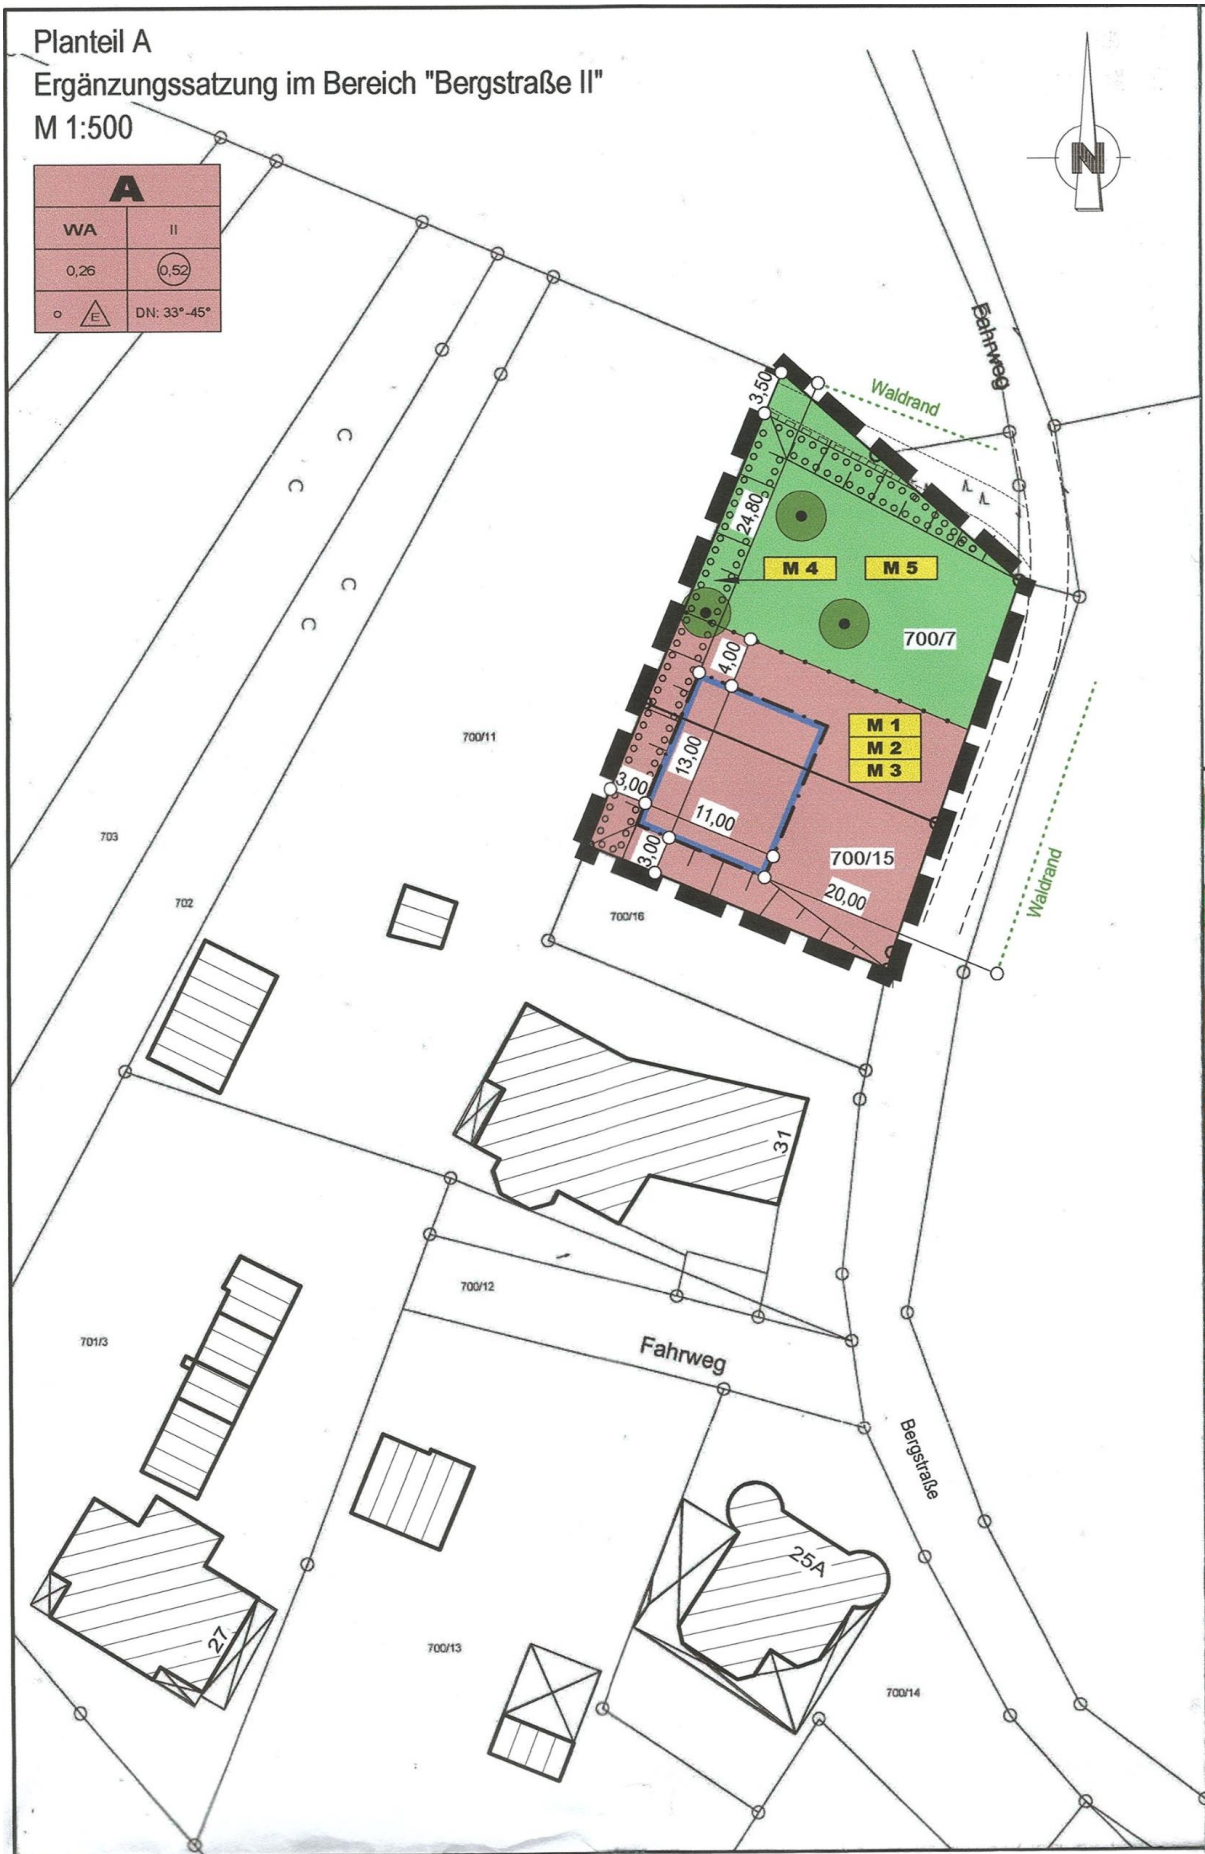 Planteil A
Ergänzungssatzung im Bereich "Bergstraße II"
M 1:500
N
A
WA II
0,26 0,52
o E DN: 33°-45°
Fahrweg
Waldrand
3,50
24,80
M 4 M 5
700/7
4,00
M 1
M 2
M 3
700/11
13,00
3,00
11,00
703
3,00
700/15
20,00
Waldrand
702
700/16
31
700/12
701/3
Fahrweg
Bergstraße
25A
27
700/13
700/14